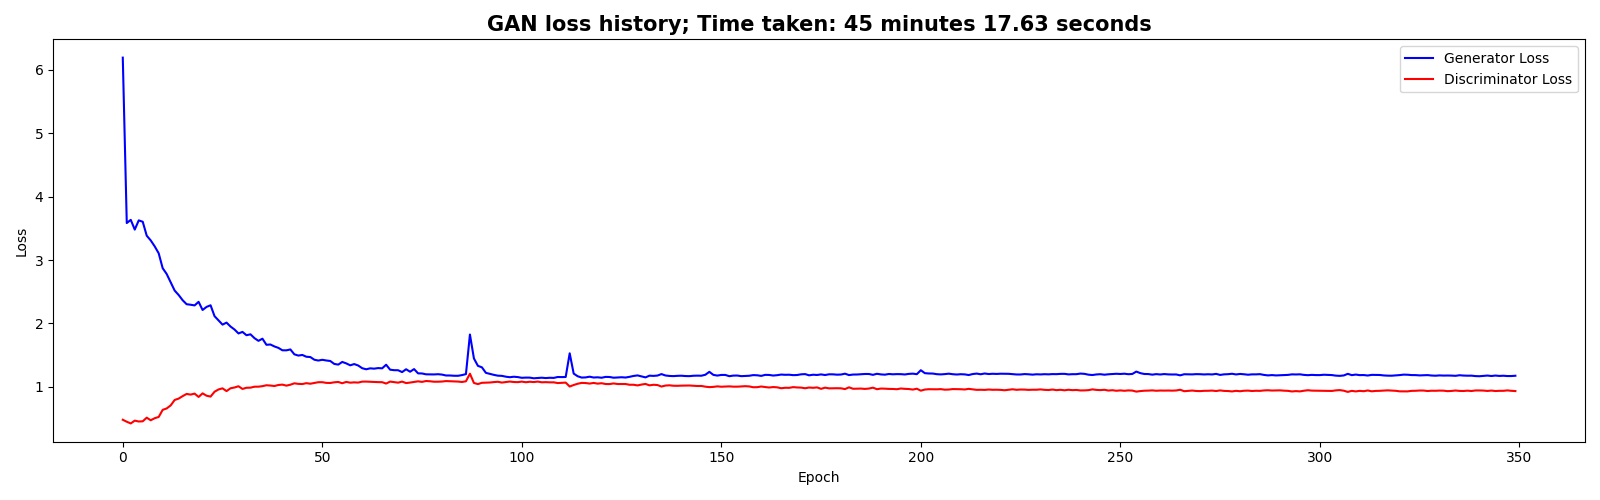 GAN loss history; Time taken: 45 minutes 17.63 seconds
Generator Loss
Discriminator Loss
6
5
4
3
2
1
Loss
0
50
100
150
200
250
300
350
Epoch